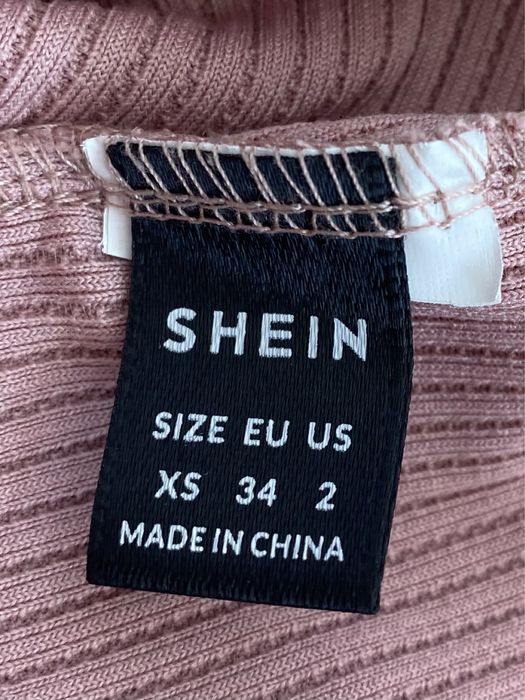 SHEIN
SIZE EU US
XS 34 2
MADE IN CHINA